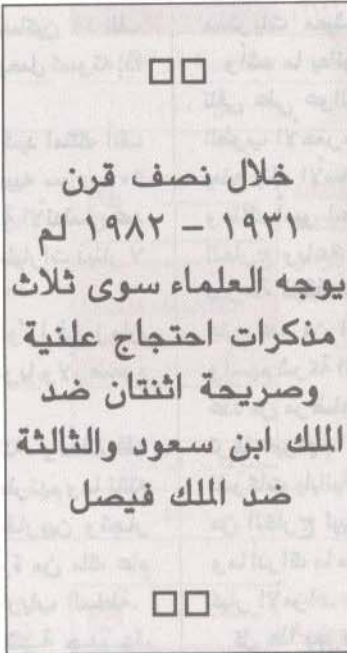 خلال نصف قرن
١٩٣١ – ١٩٨٢ لم
يوجه العلماء سوى ثلاث
مذكرات احتجاج علنية
وصريحة اثنتان ضد
الملك ابن سعود والثالثة
ضد الملك فيصل